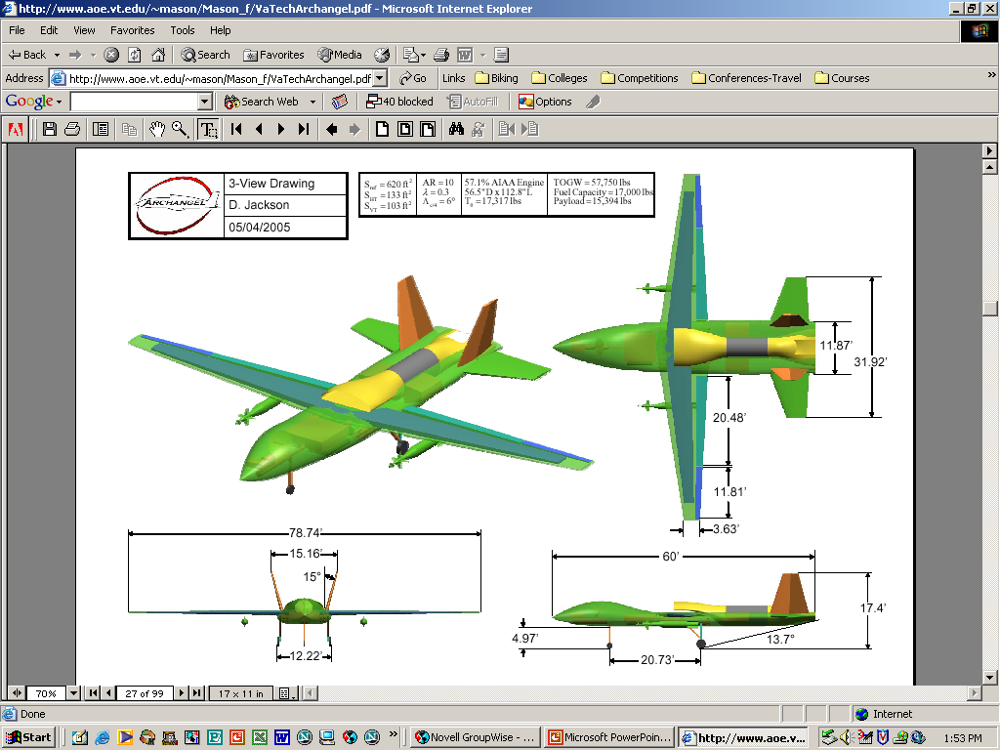 http://www.aoe.vt.edu/~mason/Mason_f/VaTechArchangel.pdf - Microsoft Internet Explorer
File Edit View Favorites Tools Help
Back Search Favorites Media
Address http://www.aoe.vt.edu/~mason/Mason_f/VaTechArchangel.pdf Go Links Biking Colleges Competitions Conferences-Travel Courses »
Google Search Web 40 blocked AutoFill Options
ARCHANGEL
3-View Drawing
D. Jackson
05/04/2005
Sref = 620 ft² AR = 10 57.1% AIAA Engine TOGW = 57,750 lbs
SHT = 133 ft² λ = 0.3 56.5"D x 112.8"L Fuel Capacity = 17,000 lbs
SVT = 103 ft² Λc/4 = 6° T0 = 17,317 lbs Payload = 15,394 lbs
11.87'
31.92'
20.48'
11.81'
3.63'
78.74'
15.16'
15°
12.22'
60'
17.4'
4.97'
13.7°
20.73'
70% 27 of 99 17 x 11 in
Done Internet
Start » Novell GroupWise - ... Microsoft PowerPoin... http://www.aoe.v... 1:53 PM